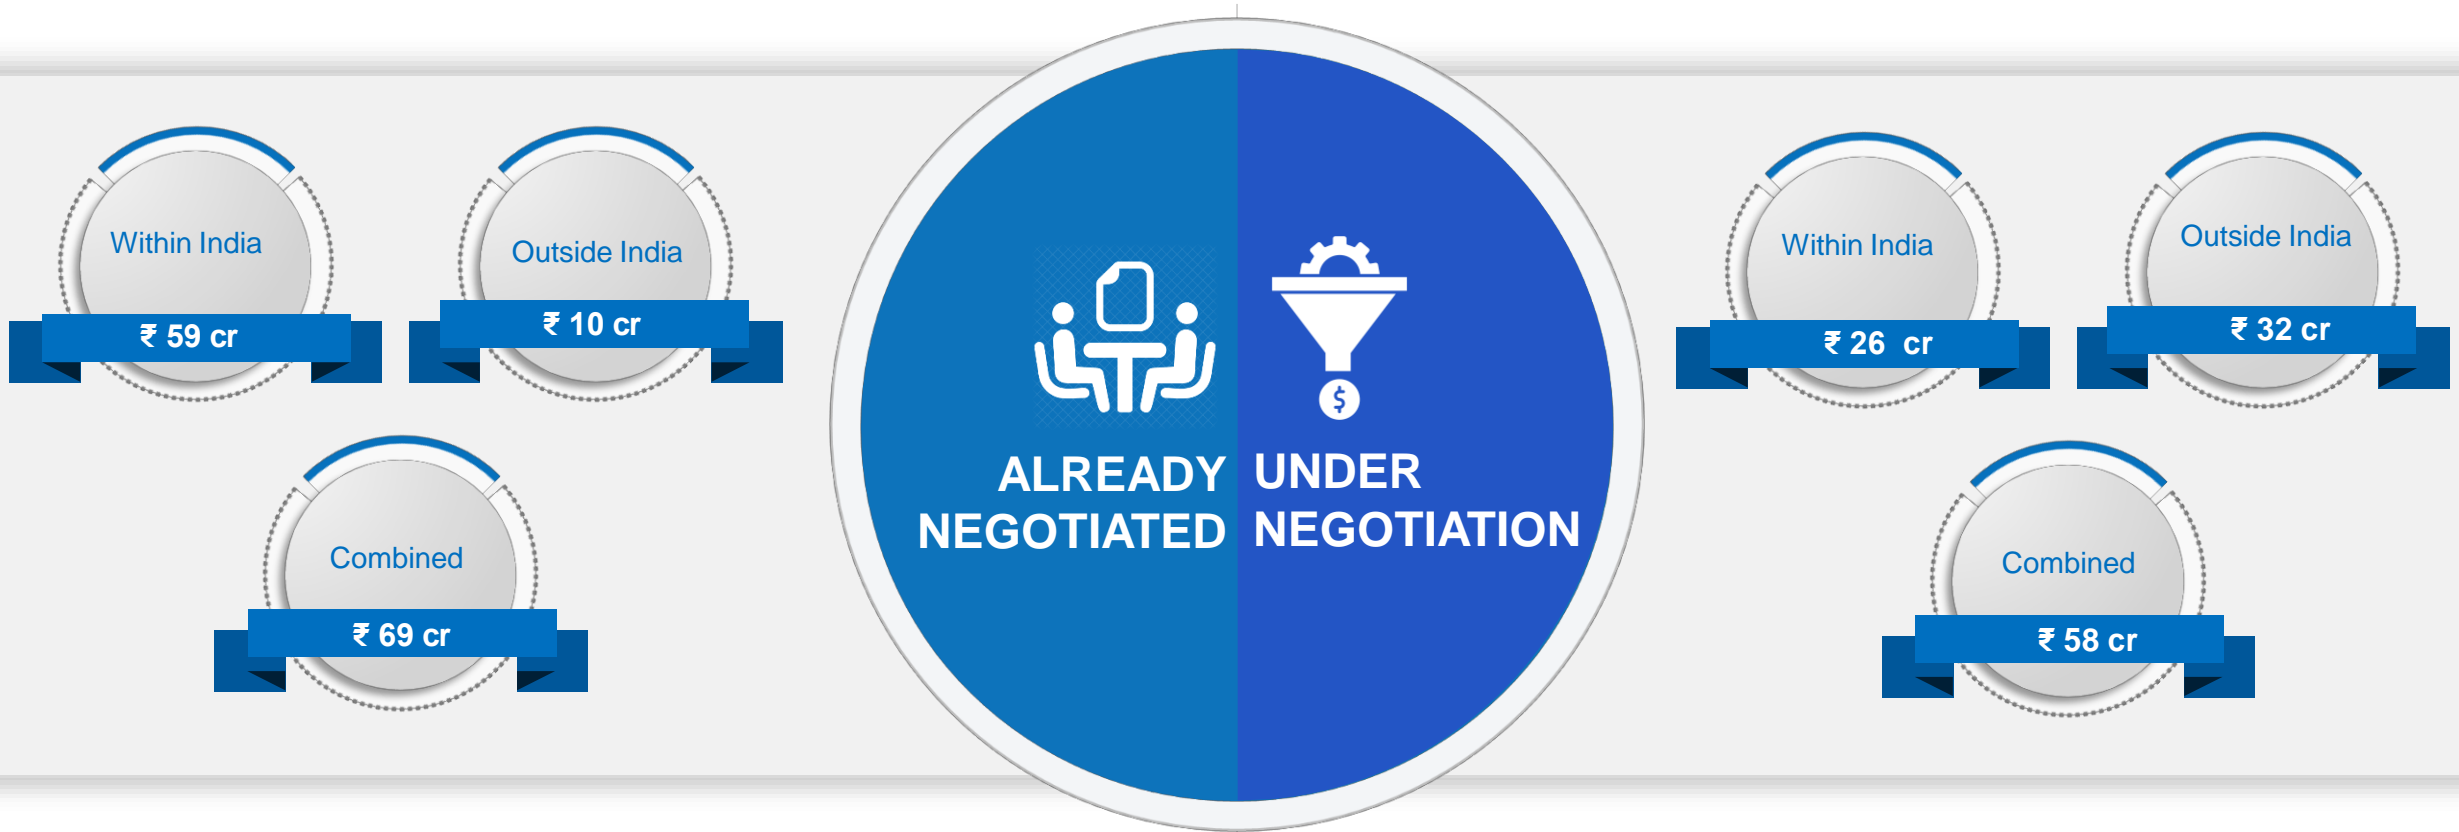 Within India
₹ 59 cr
Outside India
₹ 10 cr
Combined
₹ 69 cr
$
ALREADY
NEGOTIATED
UNDER
NEGOTIATION
Within India
₹ 26 cr
Outside India
₹ 32 cr
Combined
₹ 58 cr